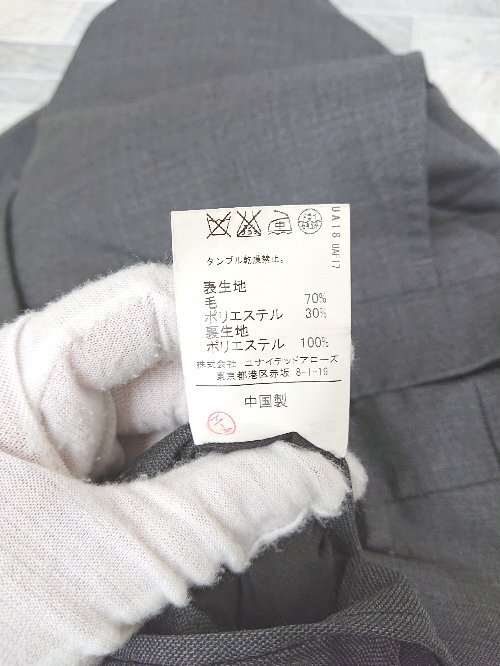 タンブル乾燥禁止。
表生地
毛 70%
ポリエステル 30%
裏生地
ポリエステル 100%
株式会社 ユナイテッドアローズ
東京都港区赤坂 8-1-19
中国製
UA18 UAF17